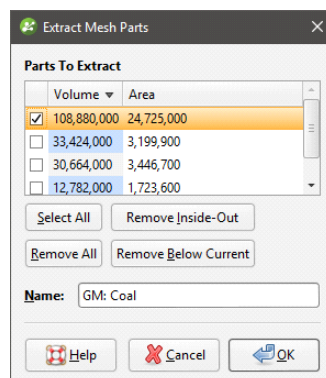 Extract Mesh Parts
Parts To Extract
Volume Area
108,880,000 24,725,000
33,424,000 3,199,900
30,664,000 3,446,700
12,782,000 1,723,600
Select All Remove Inside-Out
Remove All Remove Below Current
Name: GM: Coal
Help Cancel OK